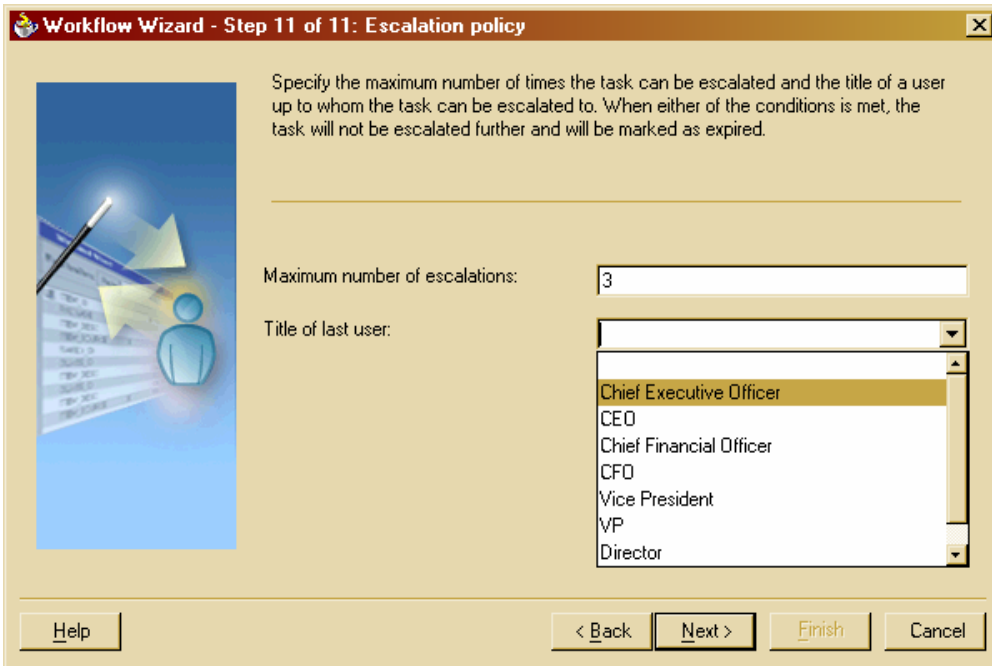 Workflow Wizard - Step 11 of 11: Escalation policy
Specify the maximum number of times the task can be escalated and the title of a user
up to whom the task can be escalated to. When either of the conditions is met, the
task will not be escalated further and will be marked as expired.
Maximum number of escalations:
3
Title of last user:
Chief Executive Officer
CEO
Chief Financial Officer
CFO
Vice President
VP
Director
Help
< Back
Next >
Finish
Cancel